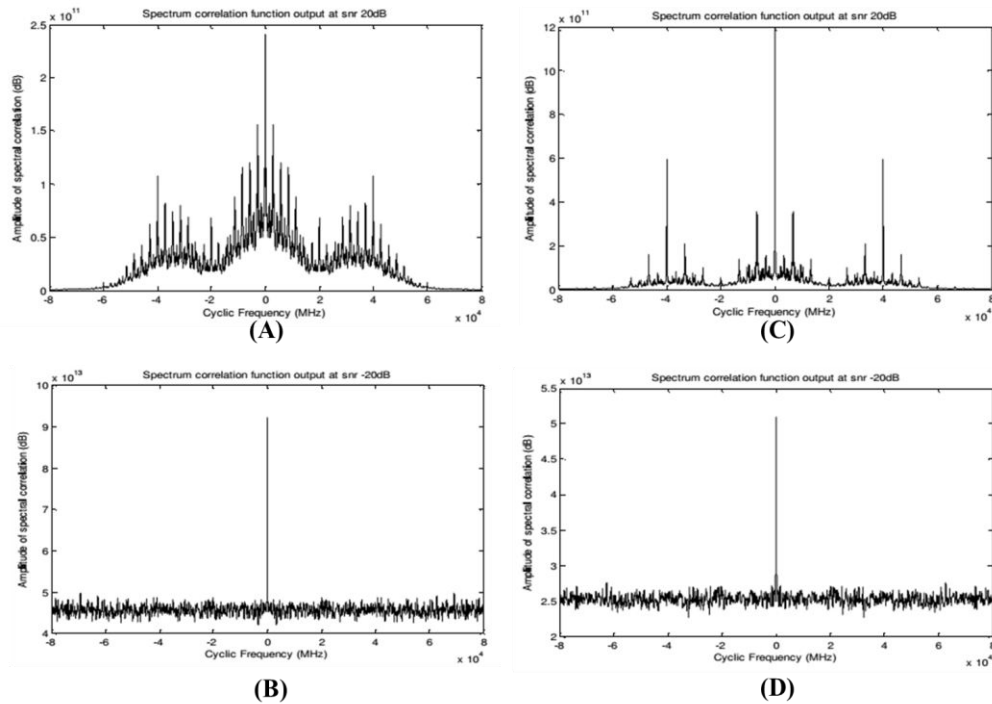 Spectrum correlation function output at snr 20dB
x 10^11
2.5
2
1.5
1
0.5
0
Amplitude of spectral correlation (dB)
-8 -6 -4 -2 0 2 4 6 8
Cyclic Frequency (MHz)
x 10^4
(A)
Spectrum correlation function output at snr 20dB
x 10^11
12
10
8
6
4
2
0
Amplitude of spectral correlation (dB)
-8 -6 -4 -2 0 2 4 6 8
Cyclic Frequency (MHz)
x 10^4
(C)
Spectrum correlation function output at snr -20dB
x 10^13
10
9
8
7
6
5
4
Amplitude of spectral correlation (dB)
-8 -6 -4 -2 0 2 4 6 8
Cyclic Frequency (MHz)
x 10^4
(B)
Spectrum correlation function output at snr -20dB
x 10^13
5.5
5
4.5
4
3.5
3
2.5
2
Amplitude of spectral correlation (dB)
-8 -6 -4 -2 0 2 4 6 8
Cyclic Frequency (MHz)
x 10^4
(D)